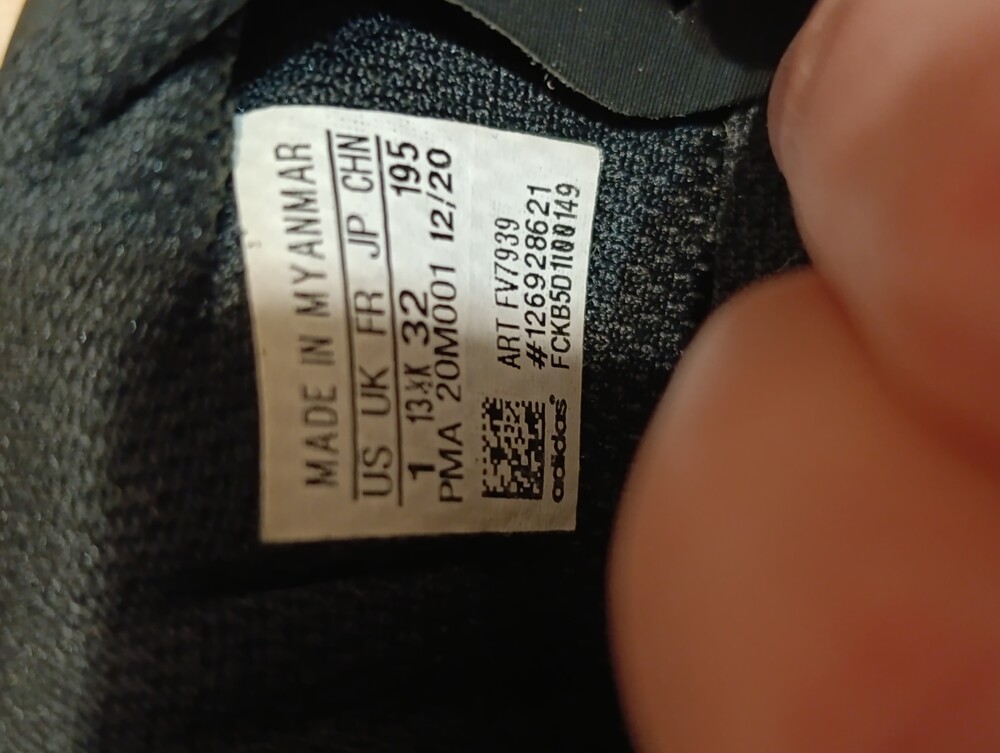 MADE IN MYANMAR
US UK FR JP CHN
1 13½K 32 195
PMA 20M001 12/20
ART FV7939
#126928621
FCKB5D1100149
adidas